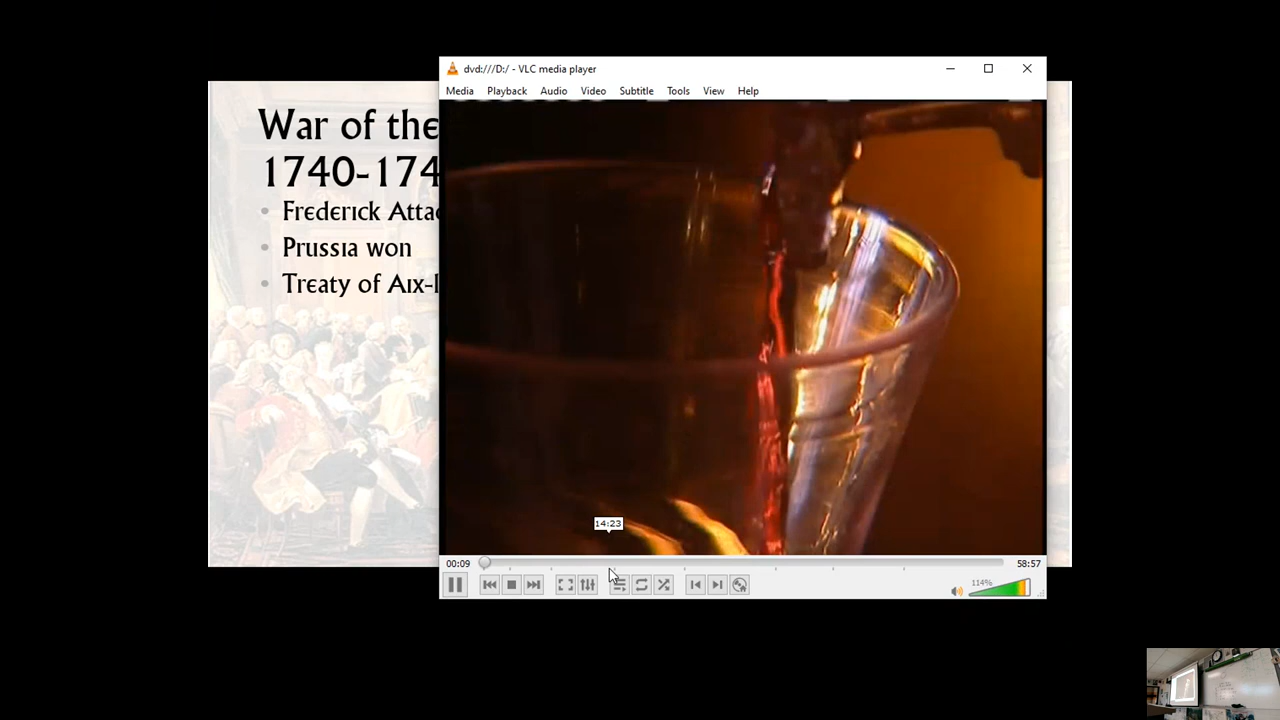 dvd:///D:/ - VLC media player
Media Playback Audio Video Subtitle Tools View Help
War of the
1740-174
Frederick Attac
Prussia won
Treaty of Aix-l
14:23
00:09
58:57
114%